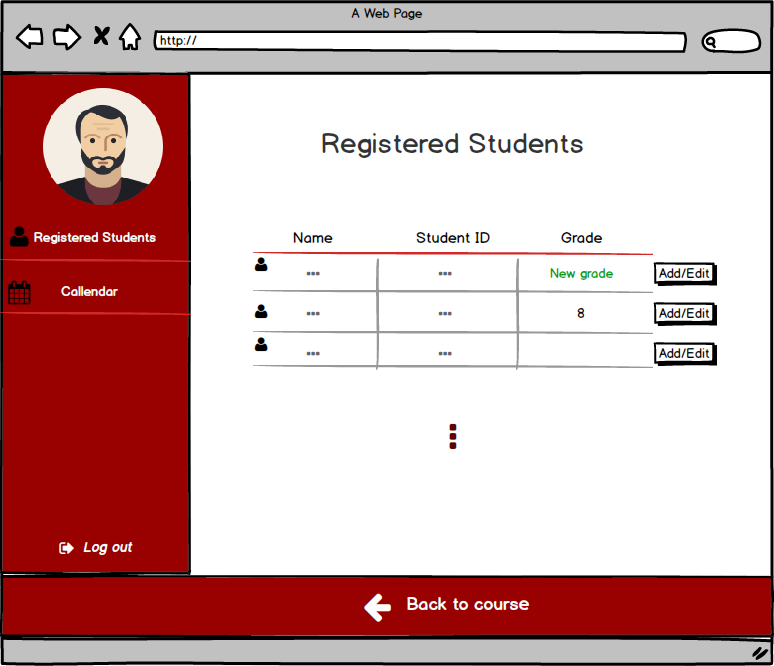 A Web Page
http://
Registered Students
Callendar
Log out
Registered Students
Name Student ID Grade
*** *** New grade Add/Edit
*** *** 8 Add/Edit
*** *** Add/Edit
Back to course